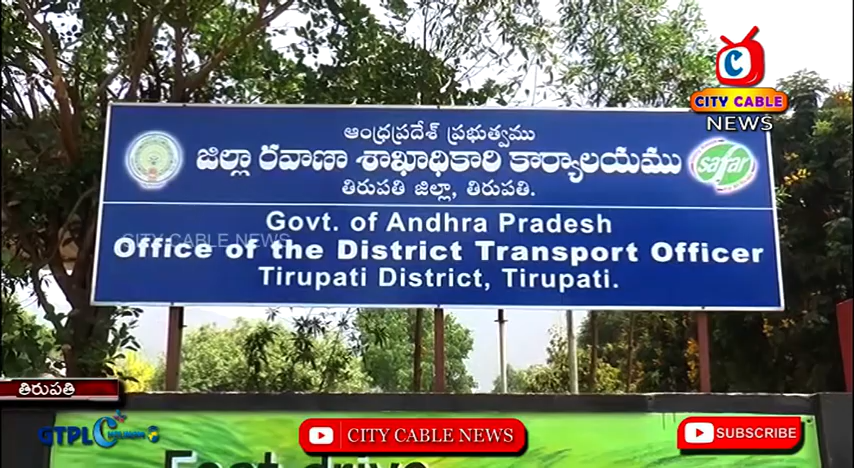 CITY CABLE
NEWS
ఆంధ్రప్రదేశ్ ప్రభుత్వము
జిల్లా రవాణా శాఖాధికారి కార్యాలయము
తిరుపతి జిల్లా, తిరుపతి.
safar
Govt. of Andhra Pradesh
CITY CABLE NEWS
Office of the District Transport Officer
Tirupati District, Tirupati.
తిరుపతి
GTPL
CITY CABLE NEWS
SUBSCRIBE